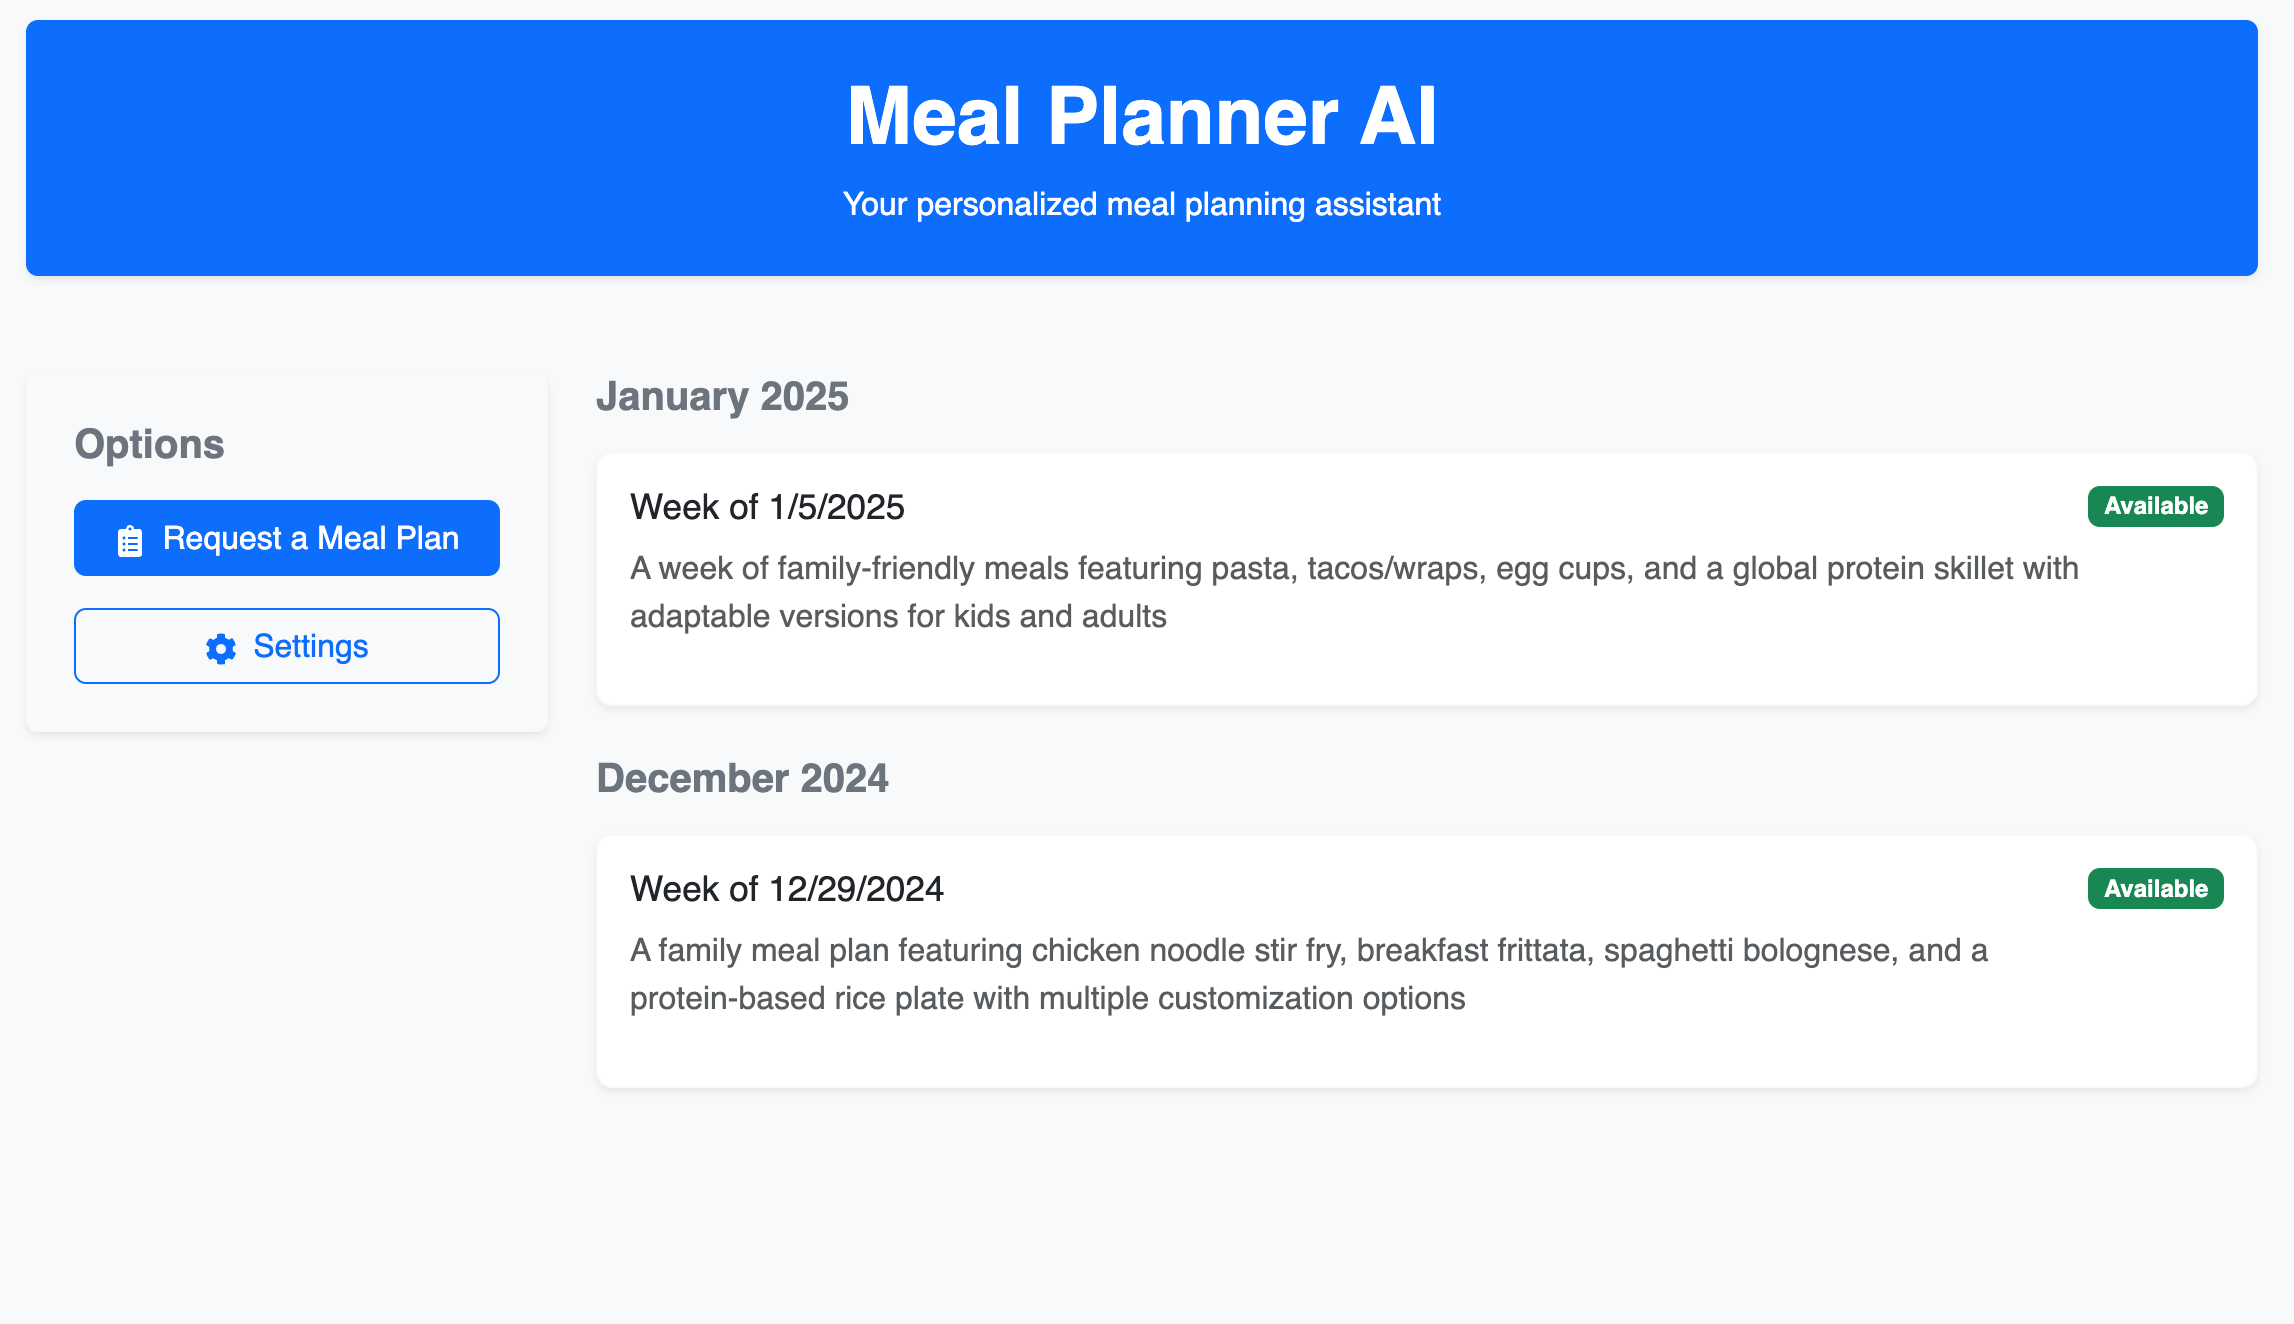 Meal Planner AI
Your personalized meal planning assistant
Options
Request a Meal Plan
Settings
January 2025
Week of 1/5/2025
Available
A week of family-friendly meals featuring pasta, tacos/wraps, egg cups, and a global protein skillet with
adaptable versions for kids and adults
December 2024
Week of 12/29/2024
Available
A family meal plan featuring chicken noodle stir fry, breakfast frittata, spaghetti bolognese, and a
protein-based rice plate with multiple customization options